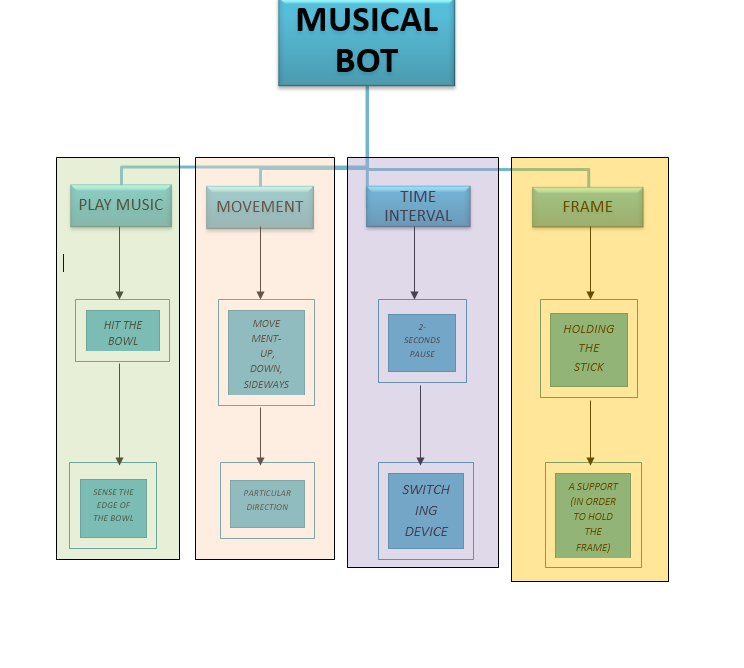 MUSICAL
BOT
PLAY MUSIC
HIT THE
BOWL
SENSE THE
EDGE OF
THE BOWL
MOVEMENT
MOVE
MENT-
UP,
DOWN,
SIDEWAYS
PARTICULAR
DIRECTION
TIME
INTERVAL
2-
SECONDS
PAUSE
SWITCH
ING
DEVICE
FRAME
HOLDING
THE
STICK
A SUPPORT
(IN ORDER
TO HOLD
THE
FRAME)